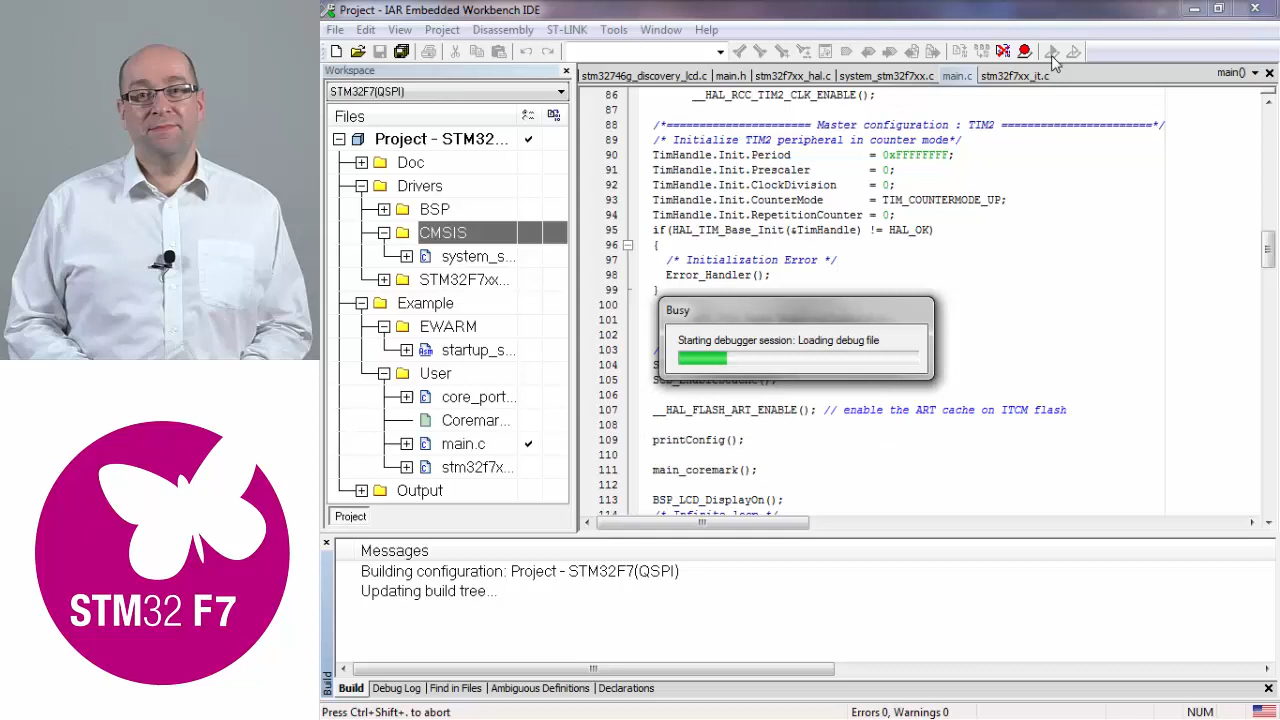 Project - IAR Embedded Workbench IDE
File Edit View Project Disassembly ST-LINK Tools Window Help
Workspace
stm32746g_discovery_lcd.c main.h stm32f7xx_hal.c system_stm32f7xx.c main.c stm32f7xx_it.c main()
STM32F7(QSPI)
Files
Project - STM32...
Doc
Drivers
BSP
CMSIS
system_s...
STM32F7xx...
Example
EWARM
startup_s...
User
core_port...
Coremar...
main.c
stm32f7x...
Output
Project
86 __HAL_RCC_TIM2_CLK_ENABLE();
87
88 /*====================== Master configuration : TIM2 =======================*/
89 /* Initialize TIM2 peripheral in counter mode*/
90 TimHandle.Init.Period = 0xFFFFFFFF;
91 TimHandle.Init.Prescaler = 0;
92 TimHandle.Init.ClockDivision = 0;
93 TimHandle.Init.CounterMode = TIM_COUNTERMODE_UP;
94 TimHandle.Init.RepetitionCounter = 0;
95 if(HAL_TIM_Base_Init(&TimHandle) != HAL_OK)
96 {
97 /* Initialization Error */
98 Error_Handler();
99 }
100
101
102
103
104
105
106
107 __HAL_FLASH_ART_ENABLE(); // enable the ART cache on ITCM flash
108
109 printConfig();
110
111 main_coremark();
112
113 BSP_LCD_DisplayOn();
114 /* Infinite loop */
Busy
Starting debugger session: Loading debug file
STM32 F7
Messages
Building configuration: Project - STM32F7(QSPI)
Updating build tree...
Build
Build Debug Log Find in Files Ambiguous Definitions Declarations
Press Ctrl+Shift+. to abort Errors 0, Warnings 0 NUM